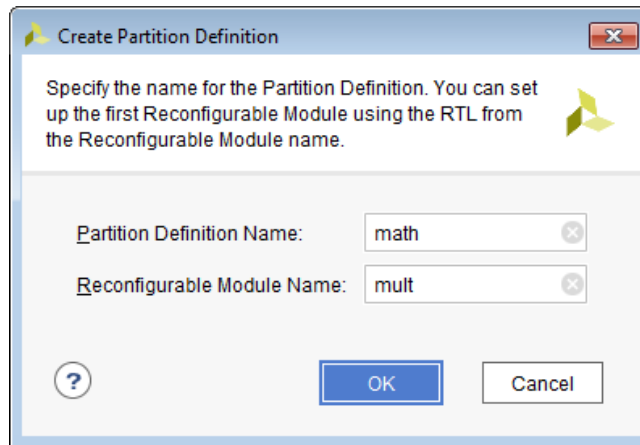 Create Partition Definition
Specify the name for the Partition Definition. You can set
up the first Reconfigurable Module using the RTL from
the Reconfigurable Module name.
Partition Definition Name: math
Reconfigurable Module Name: mult
? OK Cancel